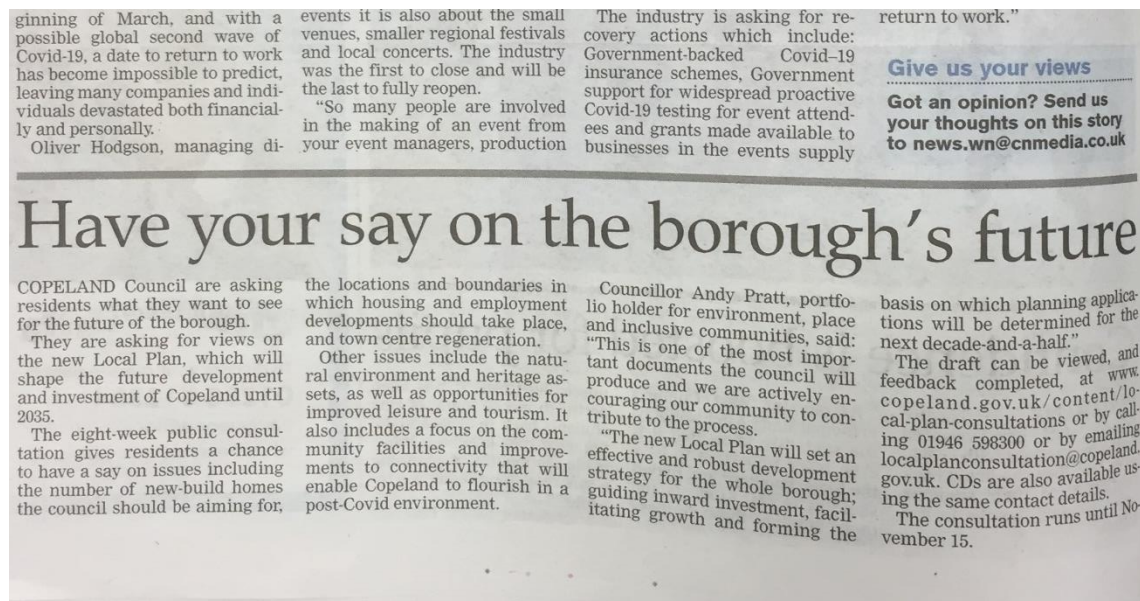 ginning of March, and with a
possible global second wave of
Covid-19, a date to return to work
has become impossible to predict,
leaving many companies and indi-
viduals devastated both financial-
ly and personally.
Oliver Hodgson, managing di-
events it is also about the small
venues, smaller regional festivals
and local concerts. The industry
was the first to close and will be
the last to fully reopen.
“So many people are involved
in the making of an event from
your event managers, production
The industry is asking for re-
covery actions which include:
Government-backed Covid–19
insurance schemes, Government
support for widespread proactive
Covid-19 testing for event attend-
ees and grants made available to
businesses in the events supply
return to work.”
Give us your views
Got an opinion? Send us
your thoughts on this story
to news.wn@cnmedia.co.uk
Have your say on the borough’s future
COPELAND Council are asking
residents what they want to see
for the future of the borough.
They are asking for views on
the new Local Plan, which will
shape the future development
and investment of Copeland until
2035.
The eight-week public consul-
tation gives residents a chance
to have a say on issues including
the number of new-build homes
the council should be aiming for,
the locations and boundaries in
which housing and employment
developments should take place,
and town centre regeneration.
Other issues include the natu-
ral environment and heritage as-
sets, as well as opportunities for
improved leisure and tourism. It
also includes a focus on the com-
munity facilities and improve-
ments to connectivity that will
enable Copeland to flourish in a
post-Covid environment.
Councillor Andy Pratt, portfo-
lio holder for environment, place
and inclusive communities, said:
“This is one of the most impor-
tant documents the council will
produce and we are actively en-
couraging our community to con-
tribute to the process.
“The new Local Plan will set an
effective and robust development
strategy for the whole borough;
guiding inward investment, facil-
itating growth and forming the
basis on which planning applica-
tions will be determined for the
next decade-and-a-half.”
The draft can be viewed, and
feedback completed, at www.
copeland.gov.uk/content/lo-
cal-plan-consultations or by call-
ing 01946 598300 or by emailing
localplanconsultation@copeland.
gov.uk. CDs are also available us-
ing the same contact details.
The consultation runs until No-
vember 15.